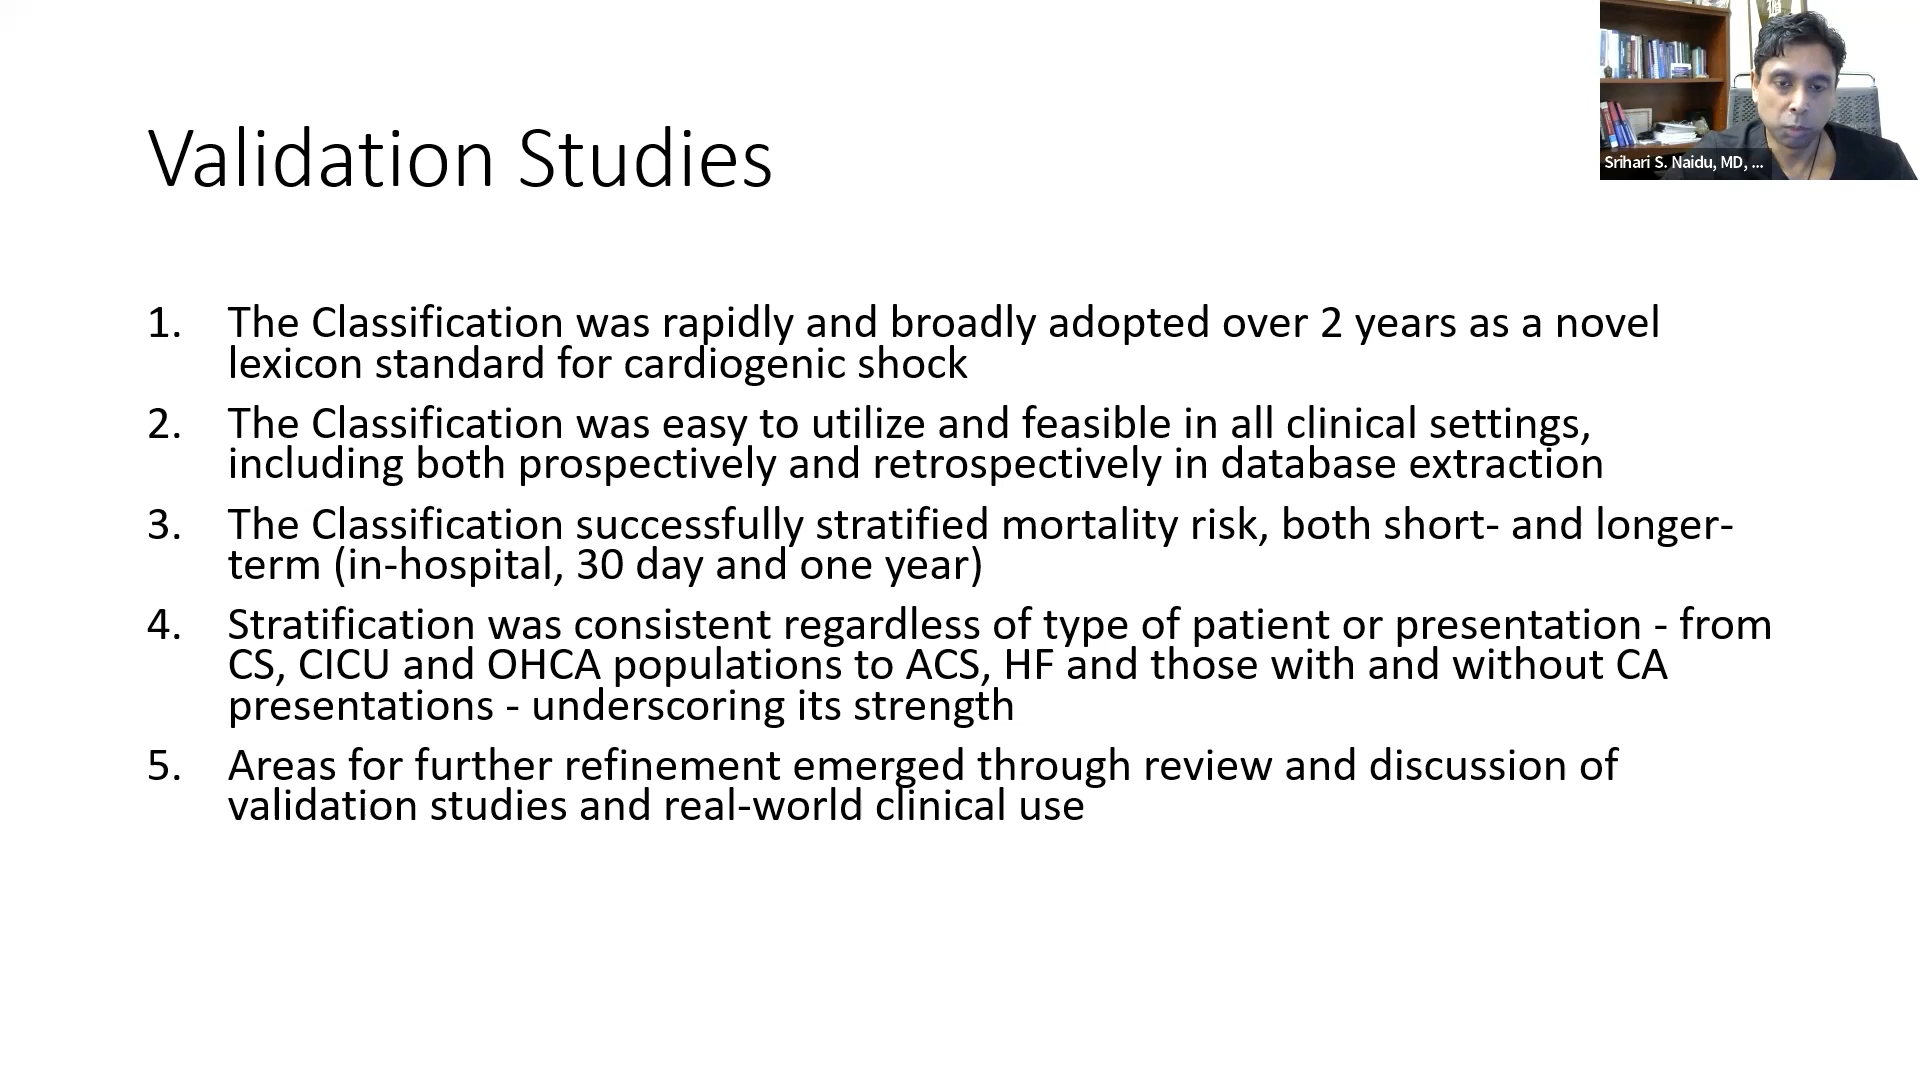 Srihari S. Naidu, MD, ...
Validation Studies
1. The Classification was rapidly and broadly adopted over 2 years as a novel
lexicon standard for cardiogenic shock
2. The Classification was easy to utilize and feasible in all clinical settings,
including both prospectively and retrospectively in database extraction
3. The Classification successfully stratified mortality risk, both short- and longer-
term (in-hospital, 30 day and one year)
4. Stratification was consistent regardless of type of patient or presentation - from
CS, CICU and OHCA populations to ACS, HF and those with and without CA
presentations - underscoring its strength
5. Areas for further refinement emerged through review and discussion of
validation studies and real-world clinical use